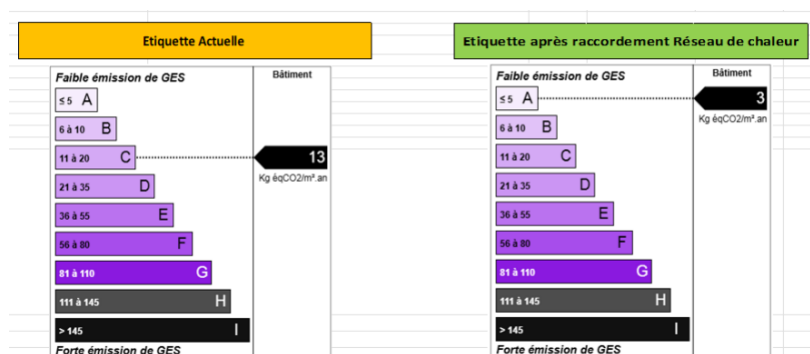 Etiquette Actuelle
Faible émission de GES
Bâtiment
≤ 5 A
6 à 10 B
11 à 20 C
13
Kg éqCO2/m².an
21 à 35 D
36 à 55 E
56 à 80 F
81 à 110 G
111 à 145 H
> 145 I
Forte émission de GES
Etiquette après raccordement Réseau de chaleur
Faible émission de GES
Bâtiment
≤ 5 A
3
Kg éqCO2/m².an
6 à 10 B
11 à 20 C
21 à 35 D
36 à 55 E
56 à 80 F
81 à 110 G
111 à 145 H
> 145 I
Forte émission de GES